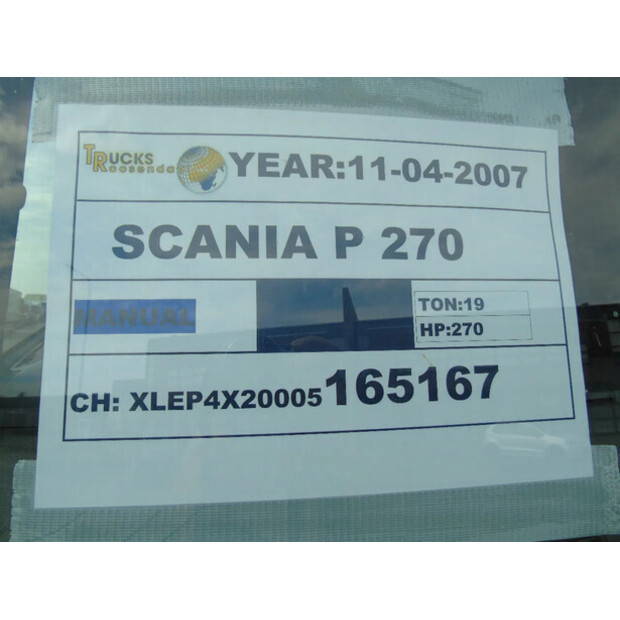 TRUCKS
Roosendaal
YEAR:11-04-2007
SCANIA P 270
MANUAL
TON:19
HP:270
CH: XLEP4X20005165167